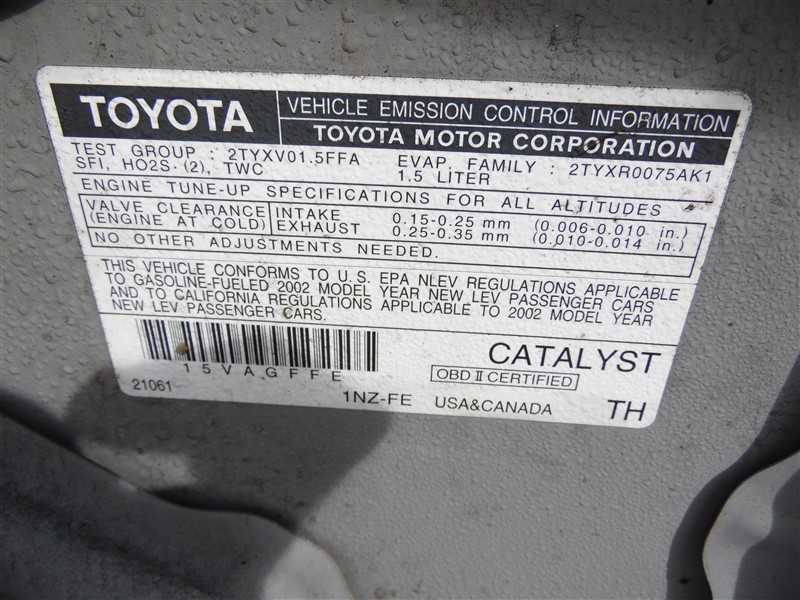 TOYOTA
VEHICLE EMISSION CONTROL INFORMATION
TOYOTA MOTOR CORPORATION
TEST GROUP : 2TYXV01.5FFA EVAP. FAMILY : 2TYXR0075AK1
SFI, HO2S (2), TWC 1.5 LITER
ENGINE TUNE-UP SPECIFICATIONS FOR ALL ALTITUDES
VALVE CLEARANCE INTAKE 0.15-0.25 mm (0.006-0.010 in.)
(ENGINE AT COLD) EXHAUST 0.25-0.35 mm (0.010-0.014 in.)
NO OTHER ADJUSTMENTS NEEDED.
THIS VEHICLE CONFORMS TO U.S. EPA NLEV REGULATIONS APPLICABLE
TO GASOLINE-FUELED 2002 MODEL YEAR NEW LEV PASSENGER CARS
AND TO CALIFORNIA REGULATIONS APPLICABLE TO 2002 MODEL YEAR
NEW LEV PASSENGER CARS.
15VAGFFE
CATALYST
OBD II CERTIFIED
21061 1NZ-FE USA&CANADA TH